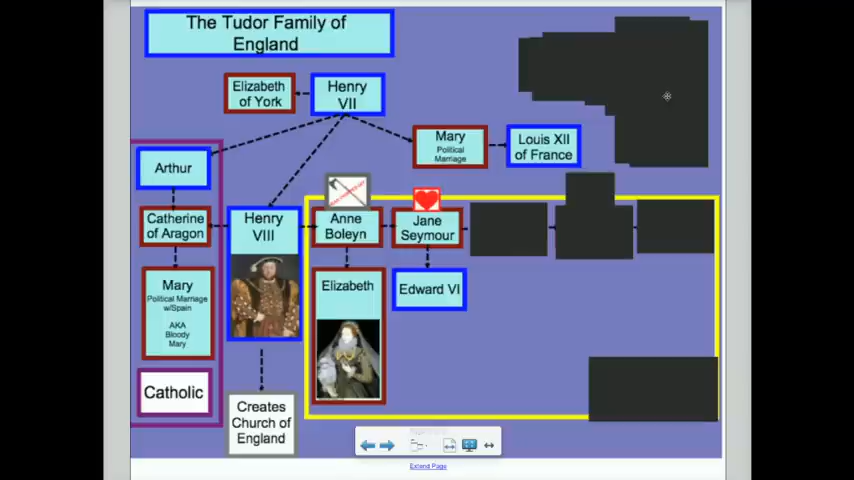 The Tudor Family of
England
Elizabeth
of York
Henry
VII
Mary
Political
Marriage
Louis XII
of France
Arthur
Catherine
of Aragon
Henry
VIII
Anne
Boleyn
Jane
Seymour
Mary
Political Marriage
w/Spain
AKA
Bloody
Mary
Elizabeth
Edward VI
Catholic
Creates
Church of
England
Extend Page